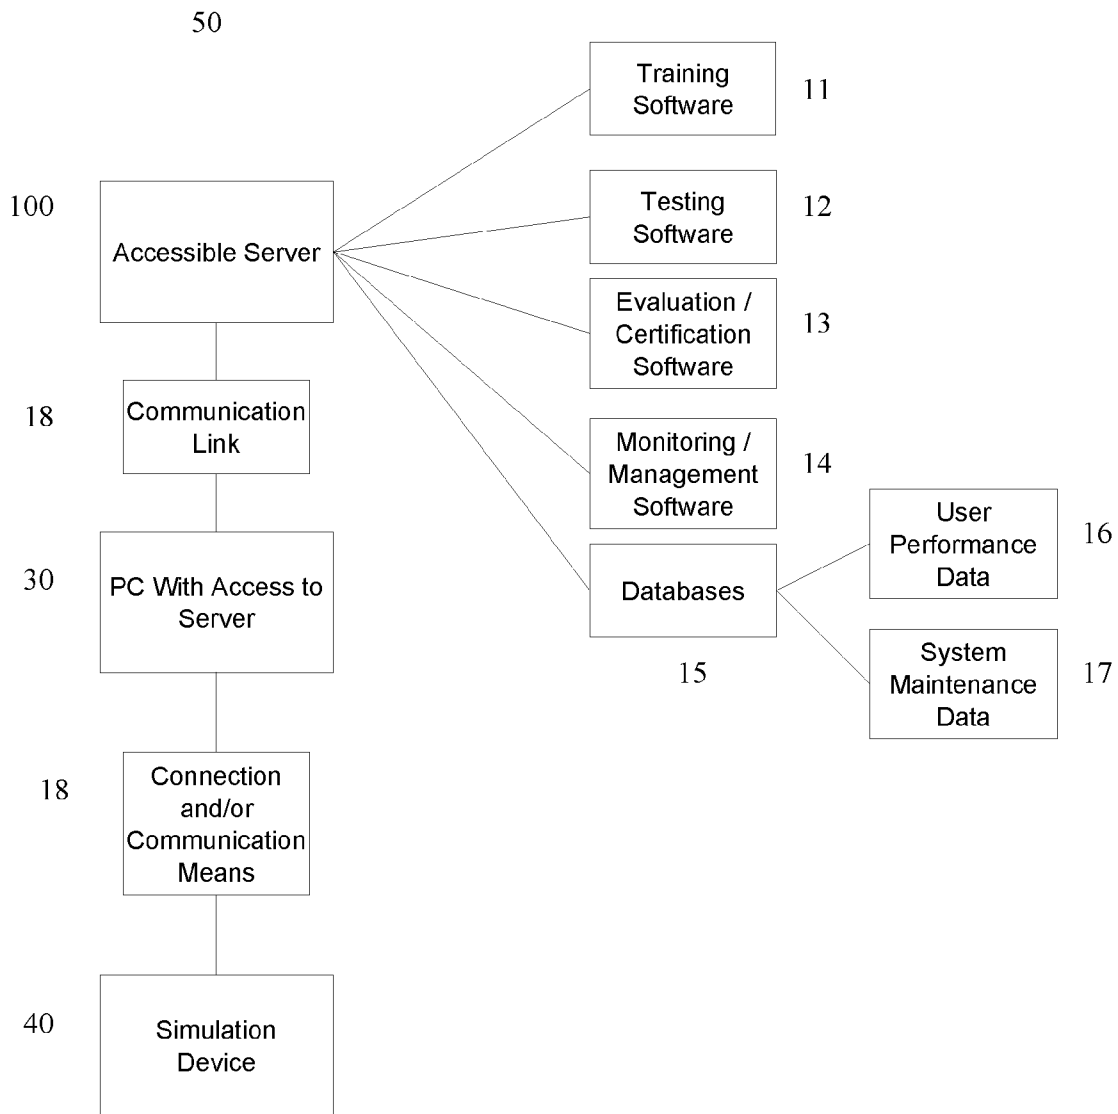 50
Training
Software
11
100
Accessible Server
Testing
Software
12
Evaluation /
Certification
Software
13
18
Communication
Link
Monitoring /
Management
Software
14
User
Performance
Data
16
30
PC With Access to
Server
Databases
15
System
Maintenance
Data
17
18
Connection
and/or
Communication
Means
40
Simulation
Device